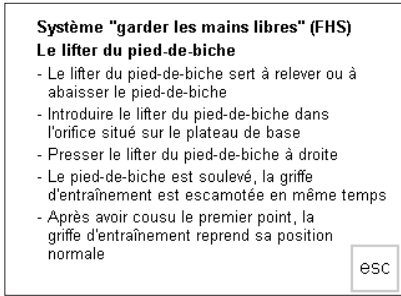 Système "garder les mains libres" (FHS)
Le lifter du pied-de-biche
- Le lifter du pied-de-biche sert à relever ou à
abaisser le pied-de-biche
- Introduire le lifter du pied-de-biche dans
l'orifice situé sur le plateau de base
- Presser le lifter du pied-de-biche à droite
- Le pied-de-biche est soulevé, la griffe
d'entraînement est escamotée en même temps
- Après avoir cousu le premier point, la
griffe d'entraînement reprend sa position
normale
esc